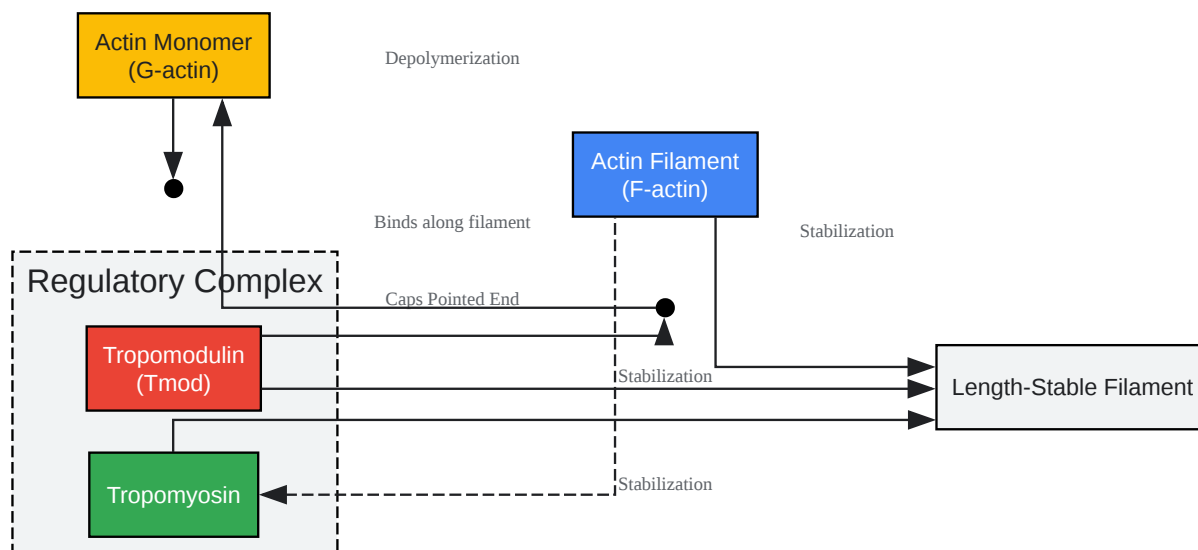 Actin Monomer
(G-actin)
Depolymerization
Actin Filament
(F-actin)
Binds along filament
Stabilization
Regulatory Complex
Caps Pointed End
Tropomodulin
(Tmod)
Stabilization
Length-Stable Filament
Tropomyosin
Stabilization